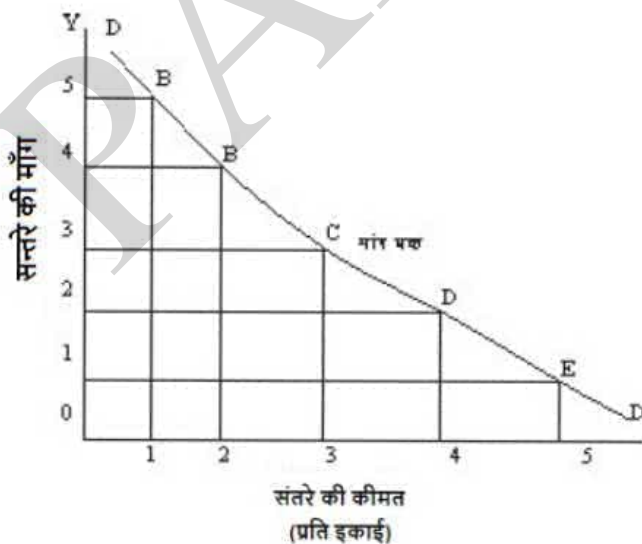 Y D
5 B
4 B
3 C
2 D
1 E
0 D
1 2 3 4 5
सन्तरे की माँग
संतरे की कीमत
(प्रति इकाई)